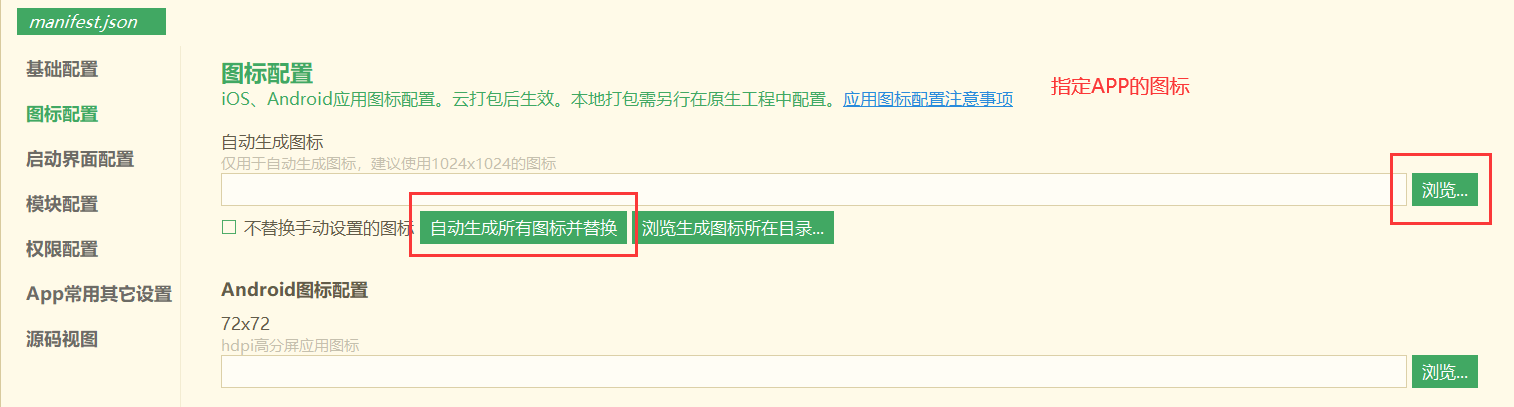 manifest.json
基础配置
图标配置
启动界面配置
模块配置
权限配置
App常用其它设置
源码视图
图标配置
iOS、Android应用图标配置。云打包后生效。本地打包需另行在原生工程中配置。应用图标配置注意事项
指定APP的图标
自动生成图标
仅用于自动生成图标，建议使用1024x1024的图标
浏览...
不替换手动设置的图标 自动生成所有图标并替换 浏览生成图标所在目录...
Android图标配置
72x72
hdpi高分屏应用图标
浏览...